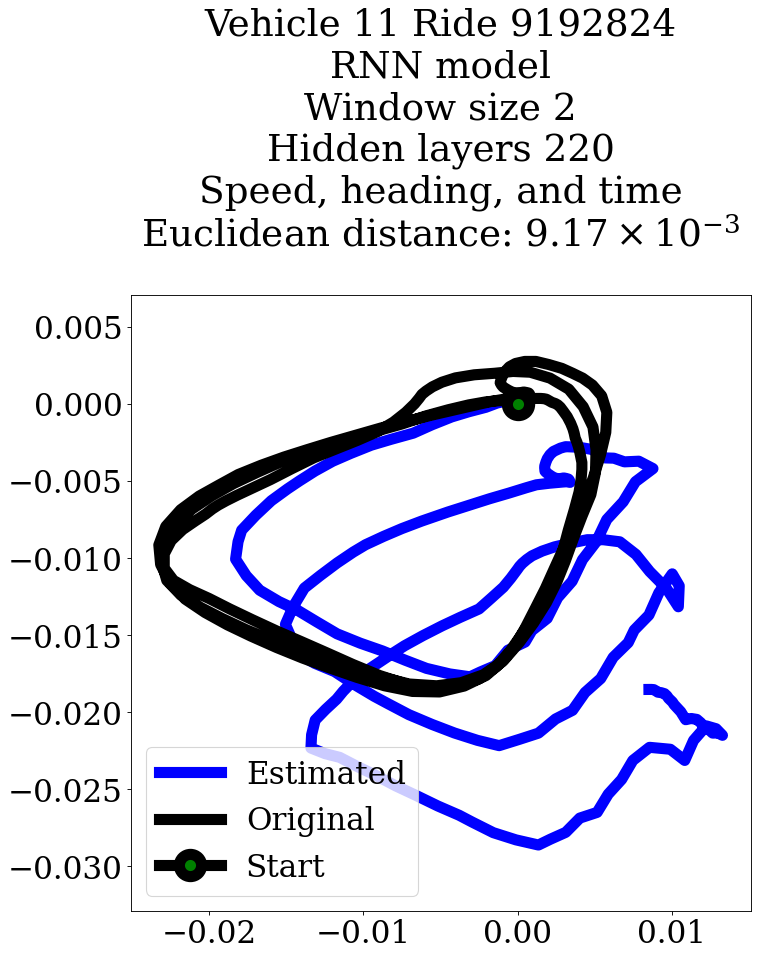 Vehicle 11 Ride 9192824
RNN model
Window size 2
Hidden layers 220
Speed, heading, and time
Euclidean distance: 9.17 × 10⁻³
0.005
0.000
−0.005
−0.010
−0.015
−0.020
−0.025
−0.030
Estimated
Original
Start
−0.02 −0.01 0.00 0.01